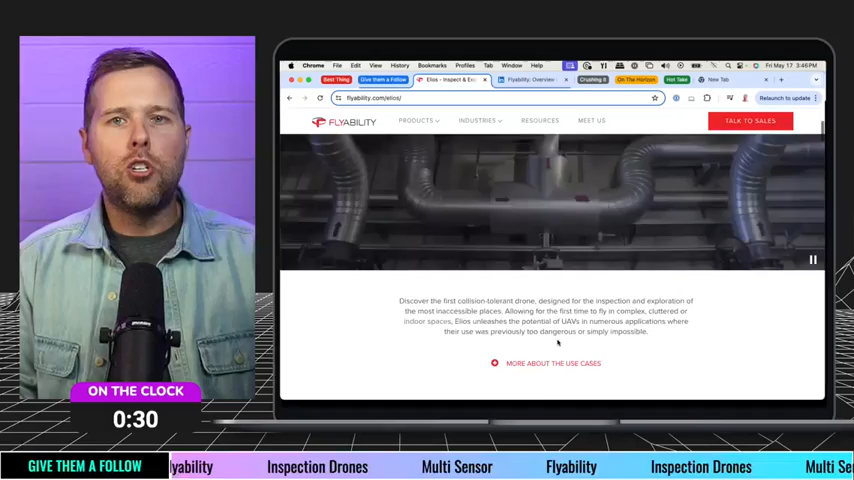 Chrome File Edit View History Bookmarks Profiles Tab Window Help Fri May 17 3:46PM
Best Thing Give them a Follow Elios - Inspect & Exp Flyability: Overview Crushing it On The Horizon Hot Take New Tab
flyability.com/elios/ Relaunch to update
FLYABILITY PRODUCTS INDUSTRIES RESOURCES MEET US TALK TO SALES
Discover the first collision-tolerant drone, designed for the inspection and exploration of
the most inaccessible places. Allowing for the first time to fly in complex, cluttered or
indoor spaces, Elios unleashes the potential of UAVs in numerous applications where
their use was previously too dangerous or simply impossible.
MORE ABOUT THE USE CASES
ON THE CLOCK
0:30
GIVE THEM A FOLLOW lyability Inspection Drones Multi Sensor Flyability Inspection Drones Multi Se